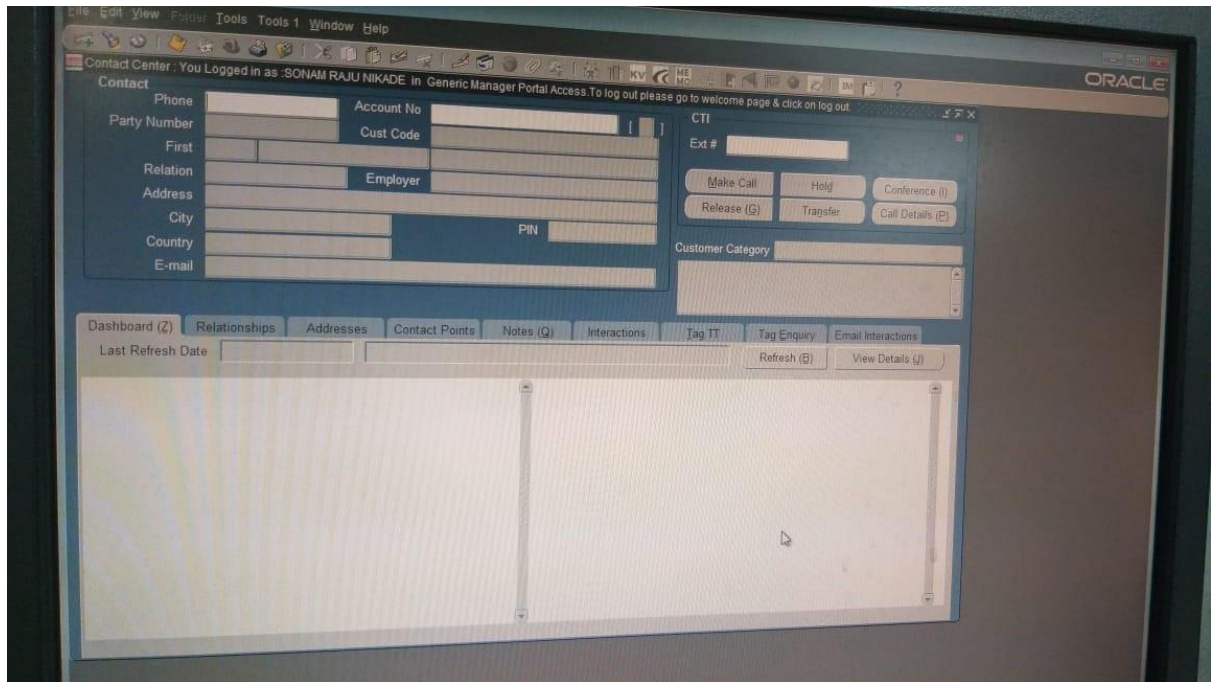 File Edit View Folder Tools Tools 1 Window Help
KV ME MO IM ?
ORACLE
Contact Center : You Logged in as :SONAM RAJU NIKADE in Generic Manager Portal Access.To log out please go to welcome page & click on log out.
Contact
Phone
Account No
[ ]
Party Number
Cust Code
First
Relation
Employer
Address
City
PIN
Country
E-mail
CTI
Ext #
Make Call Hold Conference (I)
Release (G) Transfer Call Details (P)
Customer Category
Dashboard (Z) Relationships Addresses Contact Points Notes (Q) Interactions Tag TT Tag Enquiry Email Interactions
Last Refresh Date Refresh (B) View Details (J)